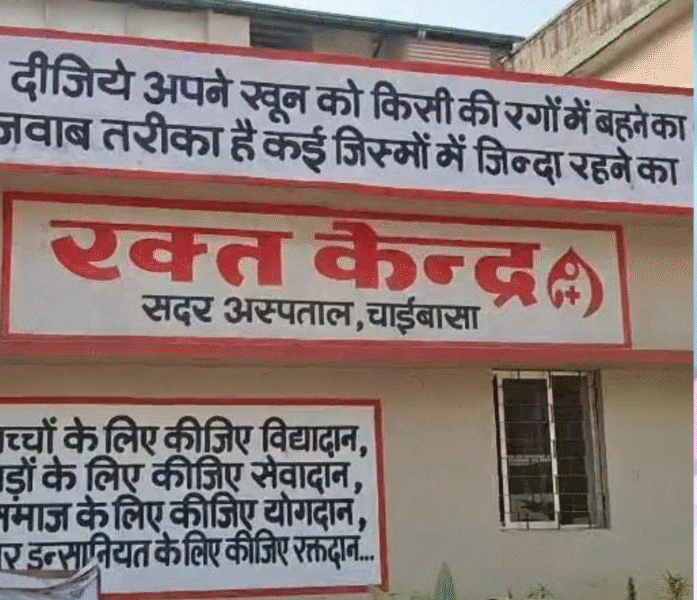 दीजिये अपने खून को किसी की रगों में बहने का
जवाब तरीका है कई जिस्मों में जिन्दा रहने का
रक्त केन्द्र
सदर अस्पताल, चाईबासा
च्चों के लिए कीजिए विद्यादान,
ड़ों के लिए कीजिए सेवादान,
समाज के लिए कीजिए योगदान,
र इन्सानियत के लिए कीजिए रक्तदान...